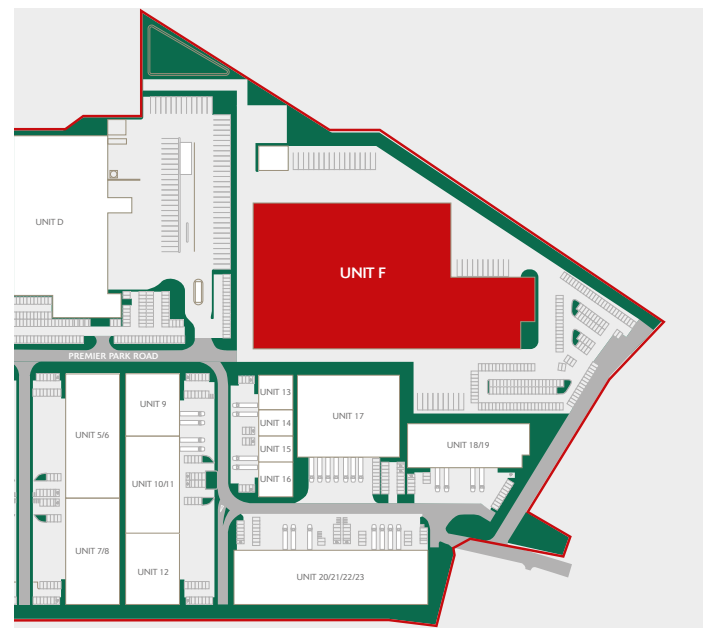 UNIT D
UNIT F
PREMIER PARK ROAD
UNIT 13
UNIT 9
UNIT 17
UNIT 14
UNIT 5/6
UNIT 18/19
UNIT 15
UNIT 16
UNIT 10/11
UNIT 7/8
UNIT 12
UNIT 20/21/22/23